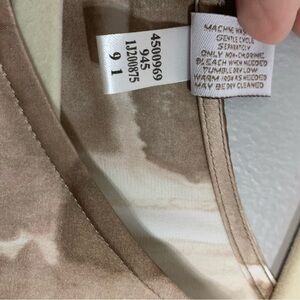 4500969
945
1J200875
9 1
MACHINE WASH
GENTLE CYCLE
SEPARATELY
ONLY NON-CHLORINE
BLEACH WHEN NEEDED
TUMBLE DRY LOW
WARM IRON AS NEEDED
MAY BE DRY CLEANED